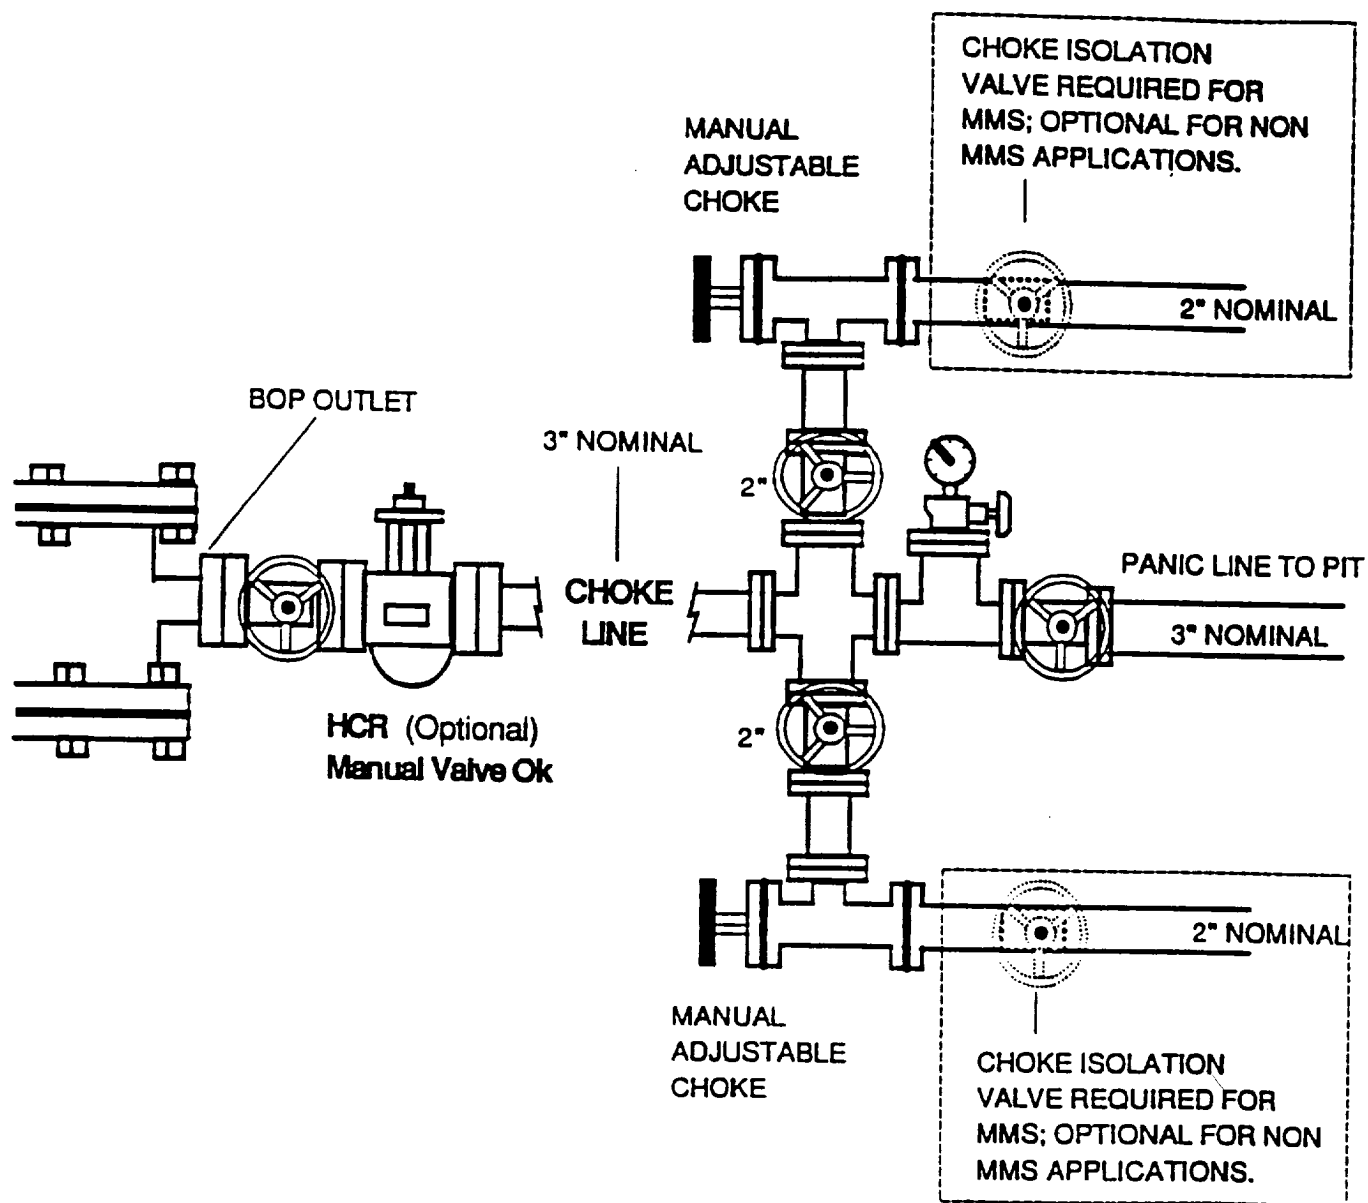 CHOKE ISOLATION
VALVE REQUIRED FOR
MMS; OPTIONAL FOR NON
MMS APPLICATIONS.
MANUAL
ADJUSTABLE
CHOKE
2" NOMINAL
BOP OUTLET
3" NOMINAL
2"
CHOKE
LINE
PANIC LINE TO PIT
3" NOMINAL
HCR (Optional)
Manual Valve Ok
2"
2" NOMINAL
MANUAL
ADJUSTABLE
CHOKE
CHOKE ISOLATION
VALVE REQUIRED FOR
MMS; OPTIONAL FOR NON
MMS APPLICATIONS.